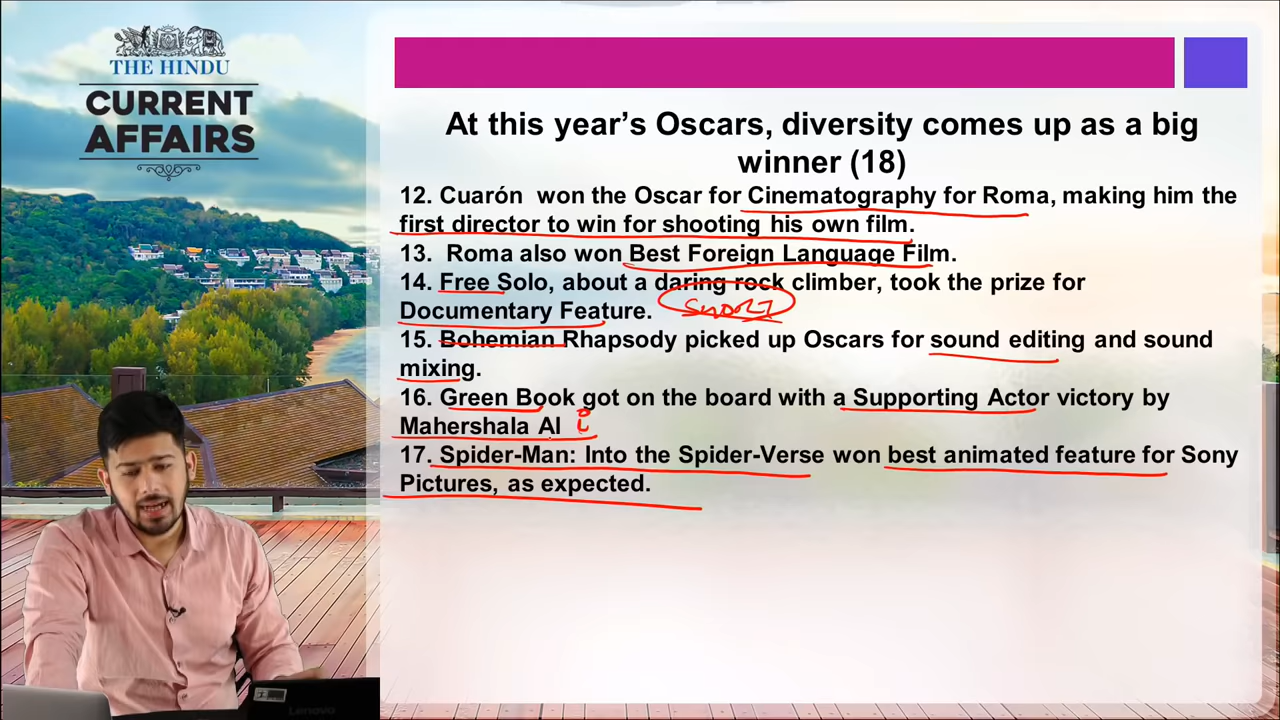 THE HINDU
CURRENT
AFFAIRS
At this year’s Oscars, diversity comes up as a big
winner (18)
12. Cuarón won the Oscar for Cinematography for Roma, making him the
first director to win for shooting his own film.
13. Roma also won Best Foreign Language Film.
14. Free Solo, about a daring rock climber, took the prize for
Documentary Feature.
15. Bohemian Rhapsody picked up Oscars for sound editing and sound
mixing.
16. Green Book got on the board with a Supporting Actor victory by
Mahershala Al i
17. Spider-Man: Into the Spider-Verse won best animated feature for Sony
Pictures, as expected.
Lenovo